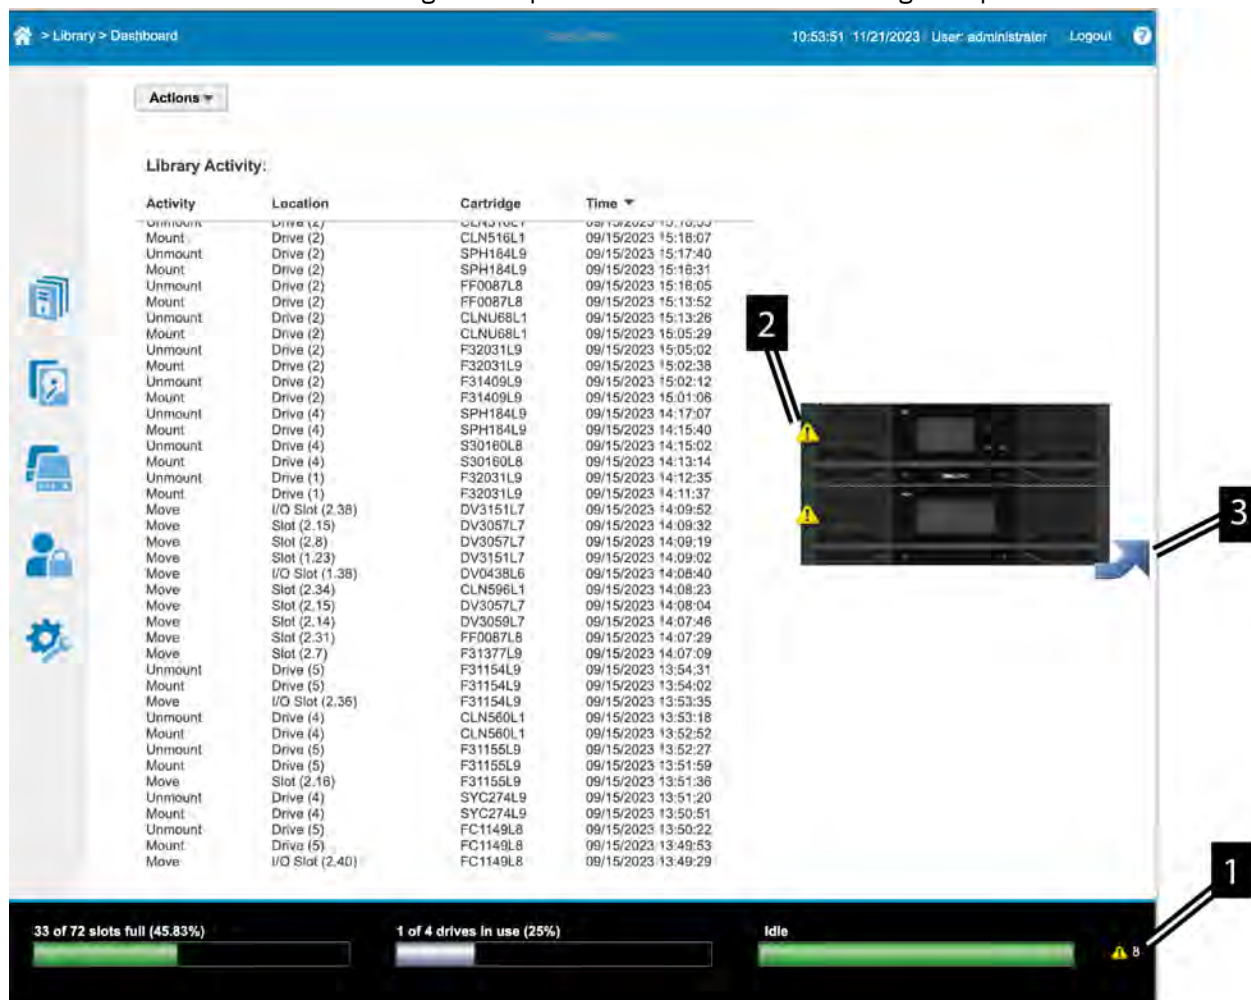 > Library > Dashboard
10:53:51 11/21/2023 User: administrator Logout ?
Actions
Library Activity:
Activity Location Cartridge Time
Unmount Drive (2)
Mount Drive (2) CLN516L1 09/15/2023 15:18:07
Unmount Drive (2) SPH184L9 09/15/2023 15:17:40
Mount Drive (2) SPH184L9 09/15/2023 15:16:31
Unmount Drive (2) FF0087L8 09/15/2023 15:16:05
Mount Drive (2) FF0087L8 09/15/2023 15:13:52
Unmount Drive (2) CLNU68L1 09/15/2023 15:13:26
Mount Drive (2) CLNU68L1 09/15/2023 15:05:29
Unmount Drive (2) F32031L9 09/15/2023 15:05:02
Mount Drive (2) F32031L9 09/15/2023 15:02:38
Unmount Drive (2) F31409L9 09/15/2023 15:02:12
Mount Drive (2) F31409L9 09/15/2023 15:01:06
Unmount Drive (4) SPH184L9 09/15/2023 14:17:07
Mount Drive (4) SPH184L9 09/15/2023 14:15:40
Unmount Drive (4) S30160L8 09/15/2023 14:15:02
Mount Drive (4) S30160L8 09/15/2023 14:13:14
Unmount Drive (1) F32031L9 09/15/2023 14:12:35
Mount Drive (1) F32031L9 09/15/2023 14:11:37
Move I/O Slot (2.38) DV3151L7 09/15/2023 14:09:52
Move Slot (2.15) DV3057L7 09/15/2023 14:09:32
Move Slot (2.8) DV3057L7 09/15/2023 14:09:19
Move Slot (1.23) DV3151L7 09/15/2023 14:09:02
Move I/O Slot (1.38) DV0438L6 09/15/2023 14:08:40
Move Slot (2.34) CLN596L1 09/15/2023 14:08:23
Move Slot (2.15) DV3057L7 09/15/2023 14:08:04
Move Slot (2.14) DV3059L7 09/15/2023 14:07:46
Move Slot (2.31) FF0087L8 09/15/2023 14:07:29
Move Slot (2.7) F31377L9 09/15/2023 14:07:09
Unmount Drive (5) F31154L9 09/15/2023 13:54:31
Mount Drive (5) F31154L9 09/15/2023 13:54:02
Move I/O Slot (2.36) F31154L9 09/15/2023 13:53:35
Unmount Drive (4) CLN560L1 09/15/2023 13:53:18
Mount Drive (4) CLN560L1 09/15/2023 13:52:52
Unmount Drive (5) F31155L9 09/15/2023 13:52:27
Mount Drive (5) F31155L9 09/15/2023 13:51:59
Move Slot (2.16) F31155L9 09/15/2023 13:51:36
Unmount Drive (4) SYC274L9 09/15/2023 13:51:20
Mount Drive (4) SYC274L9 09/15/2023 13:50:51
Unmount Drive (5) FC1149L8 09/15/2023 13:50:22
Mount Drive (5) FC1149L8 09/15/2023 13:49:53
Move I/O Slot (2.40) FC1149L8 09/15/2023 13:49:29
2
3
1
33 of 72 slots full (45.83%)
1 of 4 drives in use (25%)
Idle
8